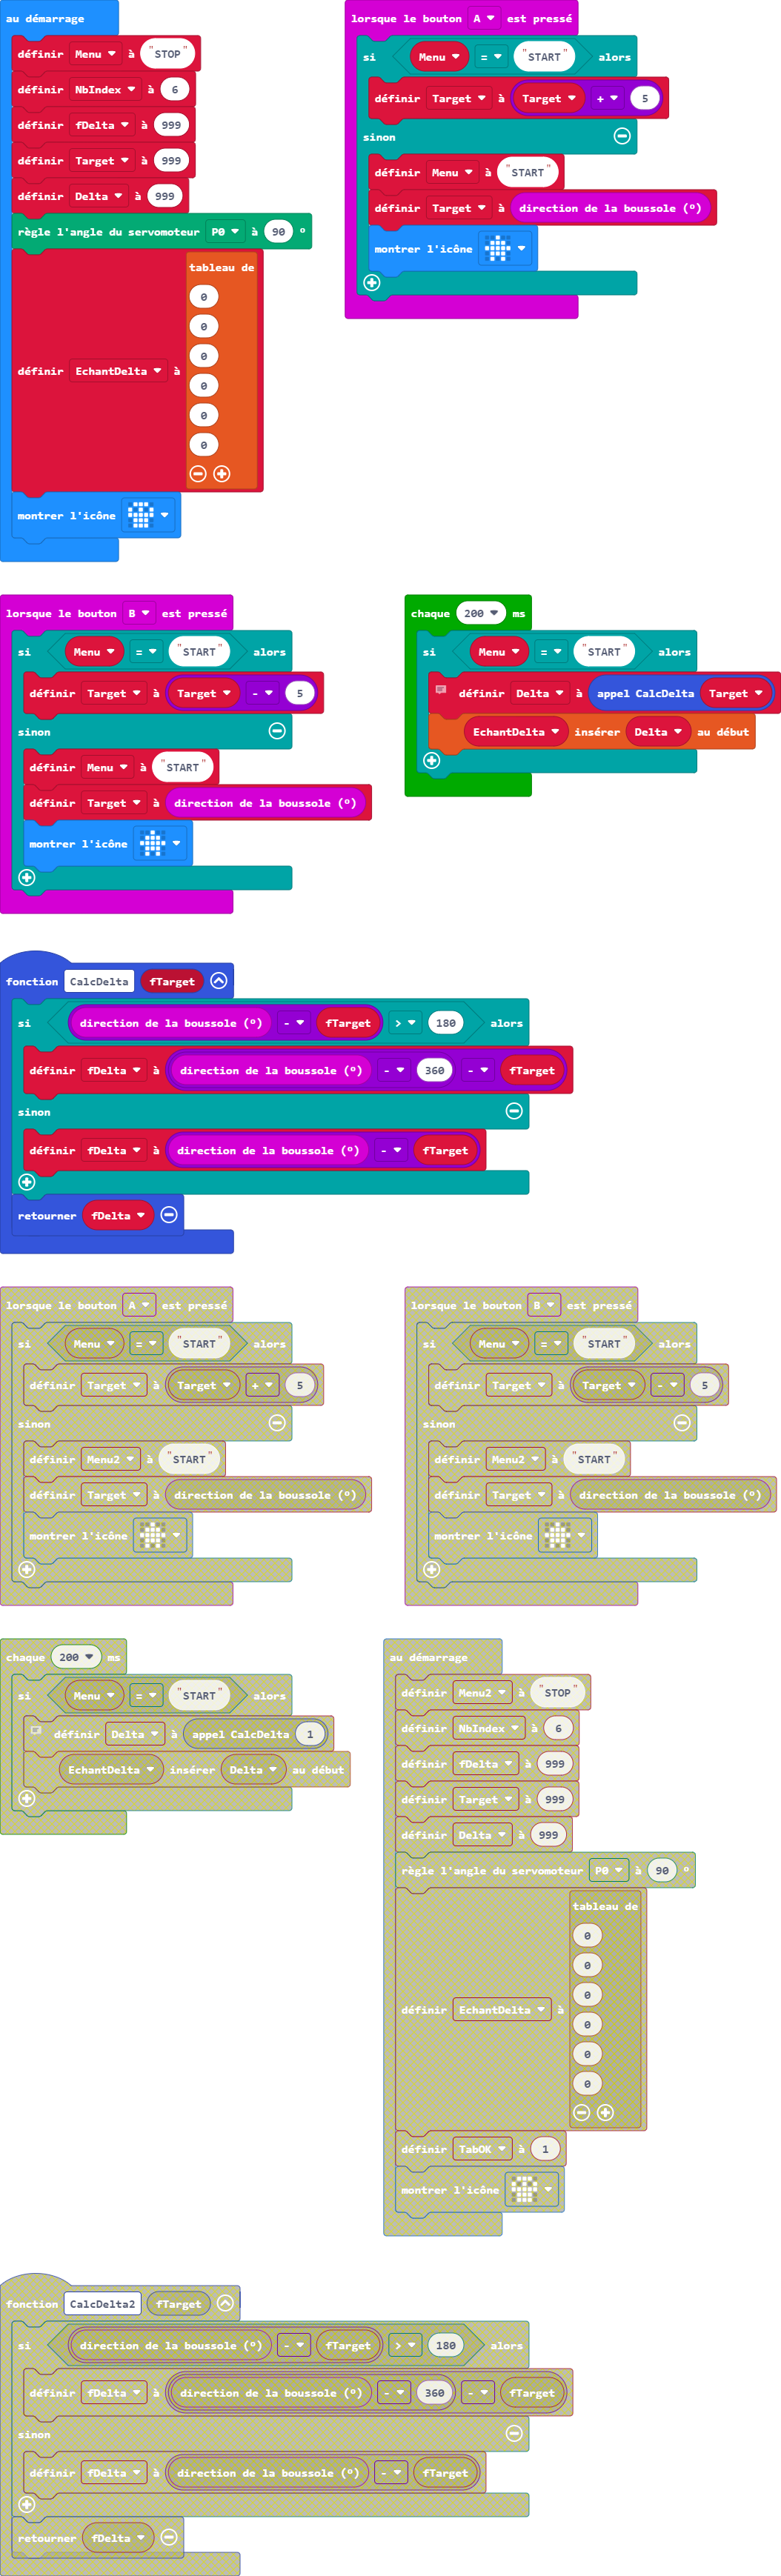 au démarrage
définir Menu à "STOP"
définir NbIndex à 6
définir fDelta à 999
définir Target à 999
définir Delta à 999
règle l'angle du servomoteur P0 à 90 °
tableau de
0
0
0
définir EchantDelta à
0
0
0
montrer l'icône
lorsque le bouton A est pressé
si Menu = "START" alors
définir Target à Target + 5
sinon
définir Menu à "START"
définir Target à direction de la boussole (°)
montrer l'icône
lorsque le bouton B est pressé
si Menu = "START" alors
définir Target à Target - 5
sinon
définir Menu à "START"
définir Target à direction de la boussole (°)
montrer l'icône
chaque 200 ms
si Menu = "START" alors
définir Delta à appel CalcDelta Target
EchantDelta insérer Delta au début
fonction CalcDelta fTarget
si direction de la boussole (°) - fTarget > 180 alors
définir fDelta à direction de la boussole (°) - 360 - fTarget
sinon
définir fDelta à direction de la boussole (°) - fTarget
retourner fDelta
lorsque le bouton A est pressé
si Menu = "START" alors
définir Target à Target + 5
sinon
définir Menu2 à "START"
définir Target à direction de la boussole (°)
montrer l'icône
lorsque le bouton B est pressé
si Menu = "START" alors
définir Target à Target - 5
sinon
définir Menu2 à "START"
définir Target à direction de la boussole (°)
montrer l'icône
chaque 200 ms
si Menu = "START" alors
définir Delta à appel CalcDelta 1
EchantDelta insérer Delta au début
au démarrage
définir Menu2 à "STOP"
définir NbIndex à 6
définir fDelta à 999
définir Target à 999
définir Delta à 999
règle l'angle du servomoteur P0 à 90 °
tableau de
0
0
0
définir EchantDelta à
0
0
0
définir TabOK à 1
montrer l'icône
fonction CalcDelta2 fTarget
si direction de la boussole (°) - fTarget > 180 alors
définir fDelta à direction de la boussole (°) - 360 - fTarget
sinon
définir fDelta à direction de la boussole (°) - fTarget
retourner fDelta